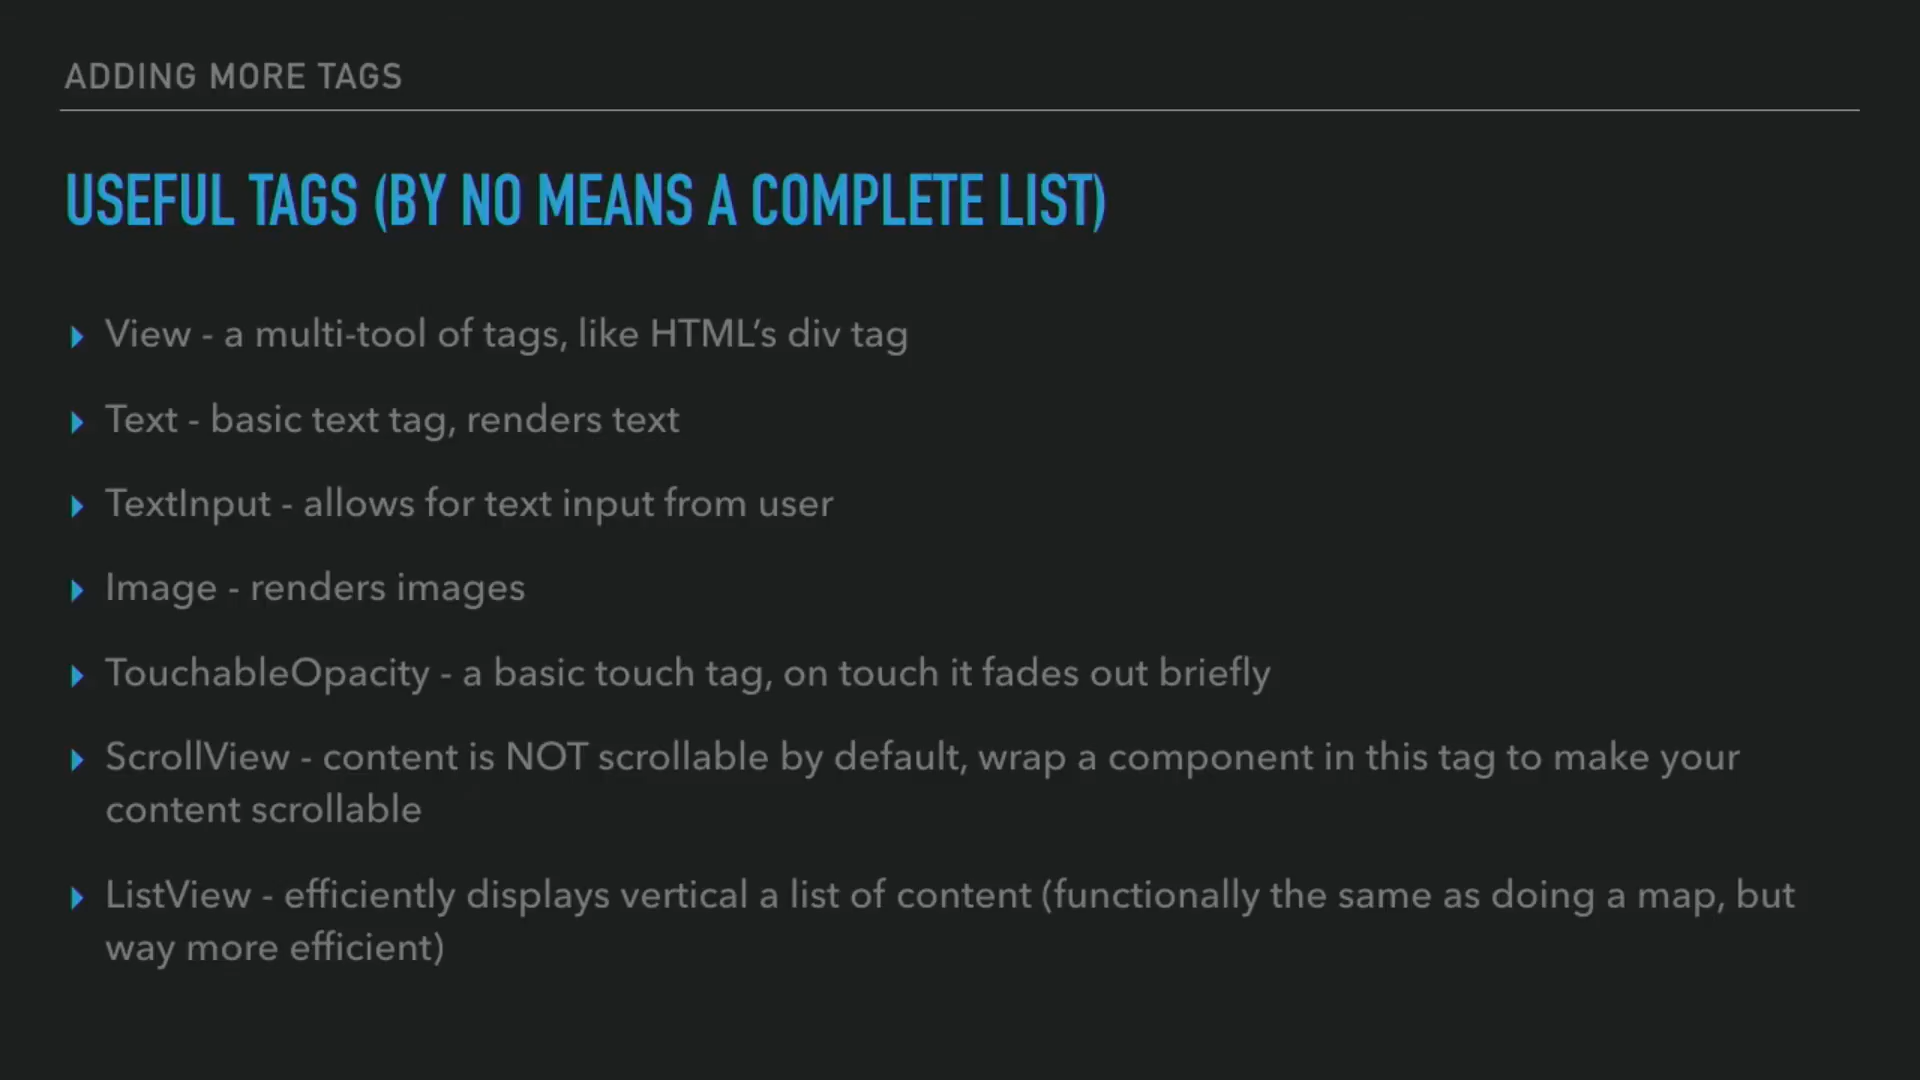 ADDING MORE TAGS
USEFUL TAGS (BY NO MEANS A COMPLETE LIST)
▸ View - a multi-tool of tags, like HTML’s div tag
▸ Text - basic text tag, renders text
▸ TextInput - allows for text input from user
▸ Image - renders images
▸ TouchableOpacity - a basic touch tag, on touch it fades out briefly
▸ ScrollView - content is NOT scrollable by default, wrap a component in this tag to make your
content scrollable
▸ ListView - efficiently displays vertical a list of content (functionally the same as doing a map, but
way more efficient)